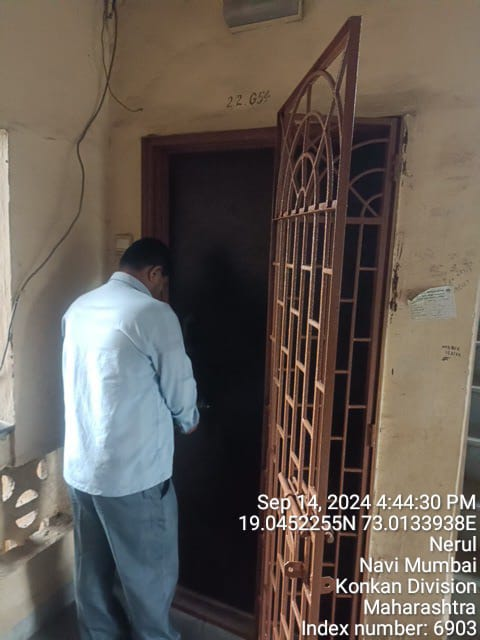 22.G54
Sep 14, 2024 4:44:30 PM
19.0452255N 73.0133938E
Nerul
Navi Mumbai
Konkan Division
Maharashtra
Index number: 6903